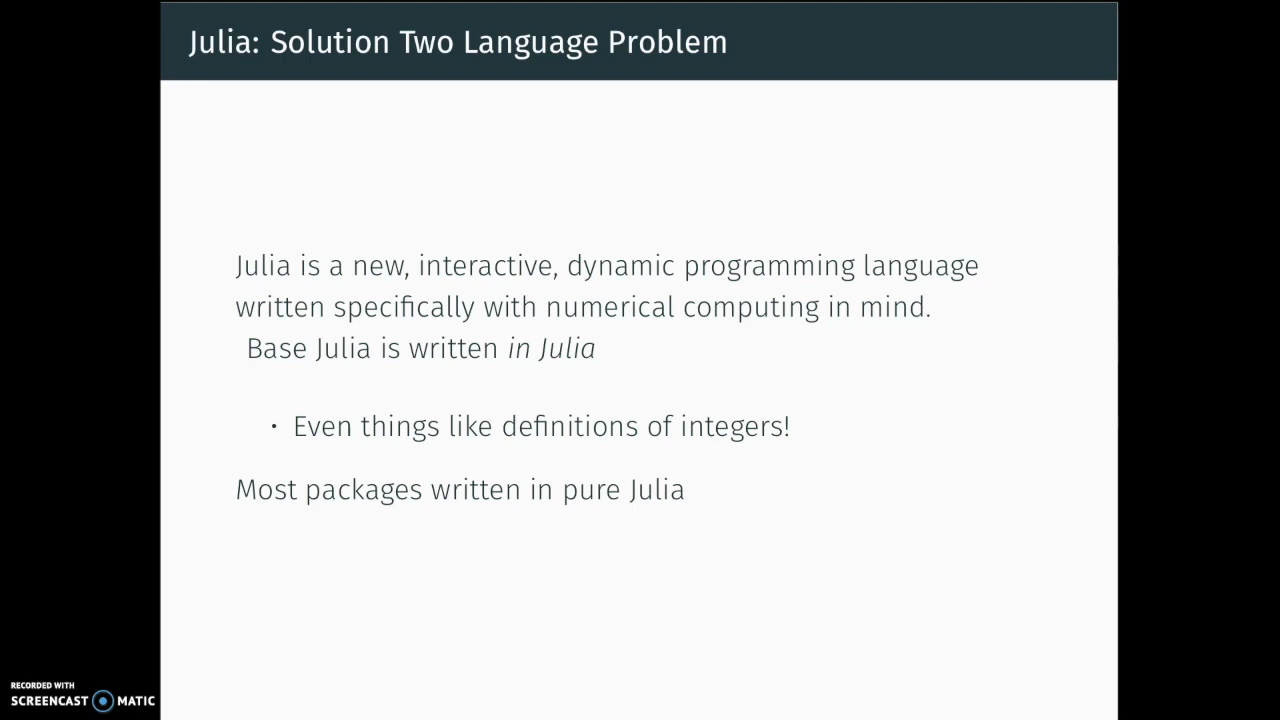 Julia: Solution Two Language Problem
Julia is a new, interactive, dynamic programming language
written specifically with numerical computing in mind.
Base Julia is written in Julia
• Even things like definitions of integers!
Most packages written in pure Julia
RECORDED WITH
SCREENCAST MATIC